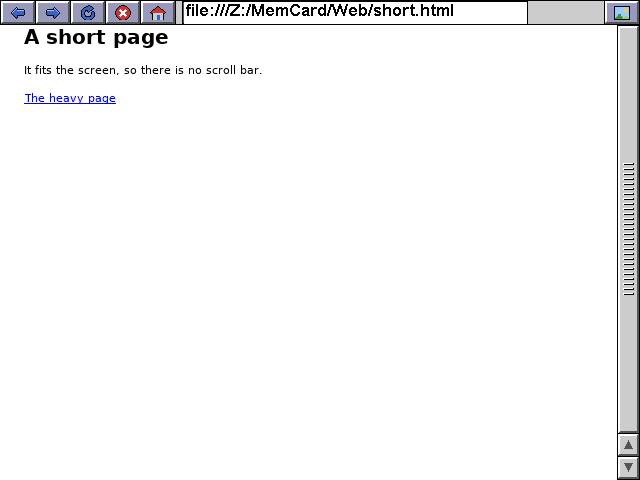 file:///Z:/MemCard/Web/short.html
A short page
It fits the screen, so there is no scroll bar.
The heavy page